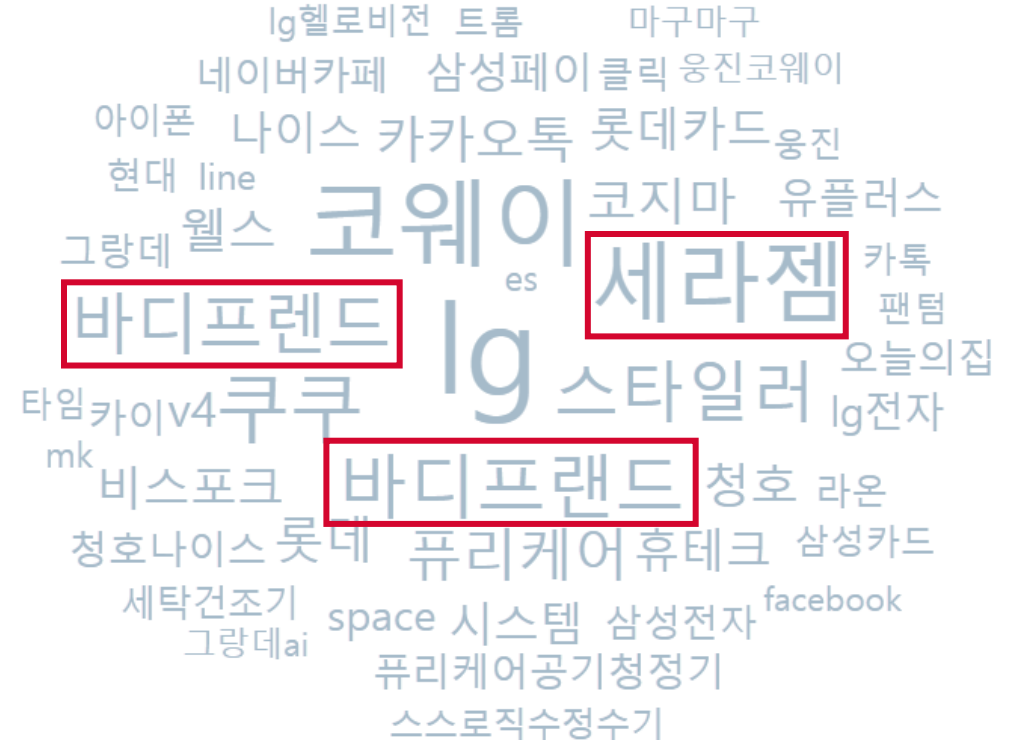 lg헬로비전 트롬 마구마구
네이버카페 삼성페이 클릭 웅진코웨이
아이폰 나이스 카카오톡 롯데카드 웅진
현대 line 코웨이 코지마 유플러스
그랑데 웰스 es 세라젬 카톡
바디프렌드 lg 팬텀
오늘의집
타임 카이 v4 쿠쿠 스타일러 lg전자
mk 비스포크 바디프랜드 청호 라온
청호나이스 롯데 퓨리케어 휴테크 삼성카드
세탁건조기 space 시스템 삼성전자 facebook
그랑데ai
퓨리케어공기청정기
스스로직수정수기